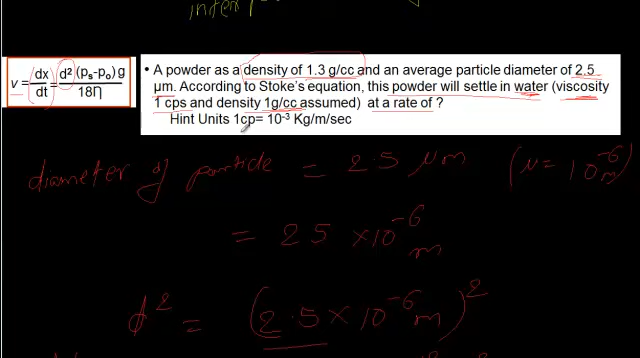 v = dx/dt = d² (ps-po) g / 18η
• A powder as a density of 1.3 g/cc and an average particle diameter of 2.5
µm. According to Stoke's equation, this powder will settle in water (viscosity
1 cps and density 1g/cc assumed) at a rate of ?
Hint Units 1cp= 10-³ Kg/m/sec
diameter of particle = 2.5 µm (µ= 10⁻⁶ m)
= 2.5 ×10⁻⁶ m
d² = (2.5×10⁻⁶ m)²